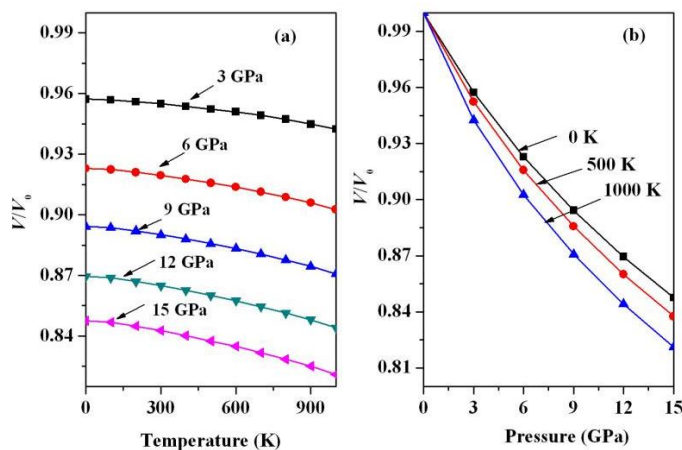 (a)
0.99
0.96
0.93
0.90
0.87
0.84
V/V₀
3 GPa
6 GPa
9 GPa
12 GPa
15 GPa
0 300 600 900
Temperature (K)
(b)
0.99
0.96
0.93
0.90
0.87
0.84
0.81
V/V₀
0 K
500 K
1000 K
0 3 6 9 12 15
Pressure (GPa)